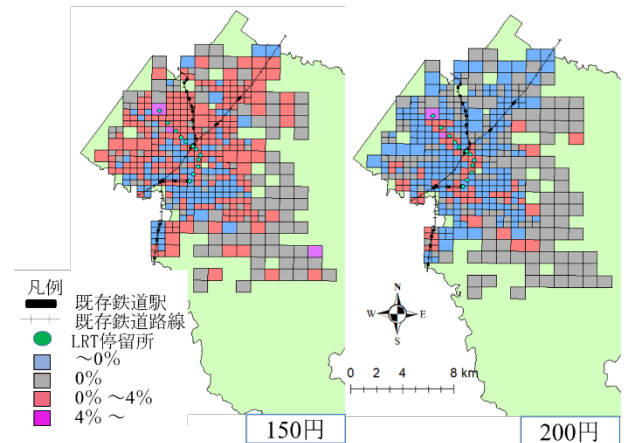 凡例
既存鉄道駅
既存鉄道路線
LRT停留所
～0%
0%
0% ～4%
4% ～
150円
N
W E
S
0 2 4 8 km
200円